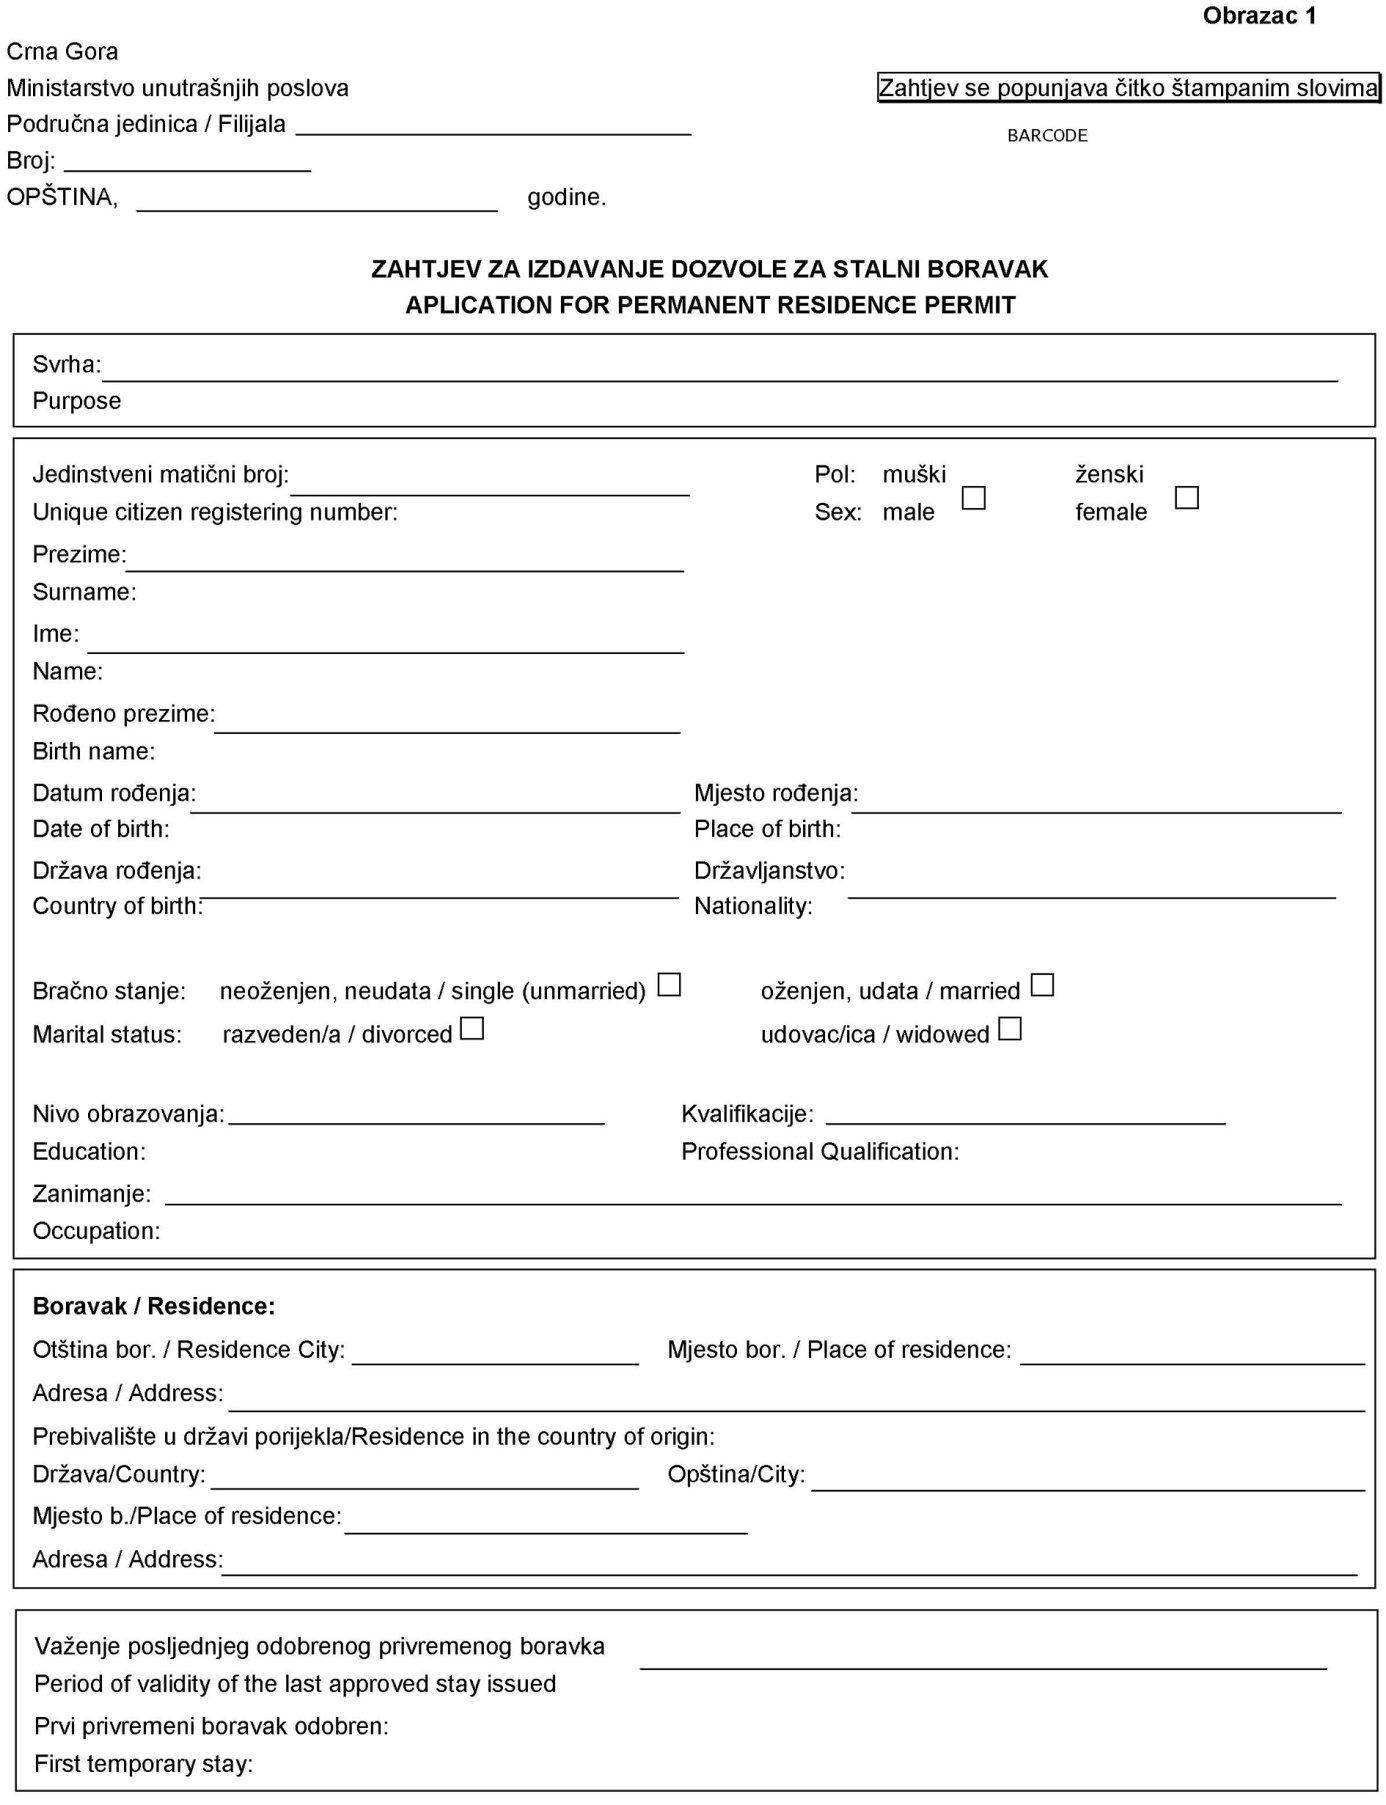 Obrazac 1
Crna Gora
Ministarstvo unutrašnjih poslova
Zahtjev se popunjava čitko štampanim slovima
Područna jedinica / Filijala
BARCODE
Broj:
OPŠTINA, godine.
ZAHTJEV ZA IZDAVANJE DOZVOLE ZA STALNI BORAVAK
APLICATION FOR PERMANENT RESIDENCE PERMIT
Svrha:
Purpose
Jedinstveni matični broj: Pol: muški ženski
Unique citizen registering number: Sex: male female
Prezime:
Surname:
Ime:
Name:
Rođeno prezime:
Birth name:
Datum rođenja: Mjesto rođenja:
Date of birth: Place of birth:
Država rođenja: Državljanstvo:
Country of birth: Nationality:
Bračno stanje: neoženjen, neudata / single (unmarried) oženjen, udata / married
Marital status: razveden/a / divorced udovac/ica / widowed
Nivo obrazovanja: Kvalifikacije:
Education: Professional Qualification:
Zanimanje:
Occupation:
Boravak / Residence:
Otština bor. / Residence City: Mjesto bor. / Place of residence:
Adresa / Address:
Prebivalište u državi porijekla/Residence in the country of origin:
Država/Country: Opština/City:
Mjesto b./Place of residence:
Adresa / Address:
Važenje posljednjeg odobrenog privremenog boravka
Period of validity of the last approved stay issued
Prvi privremeni boravak odobren:
First temporary stay: